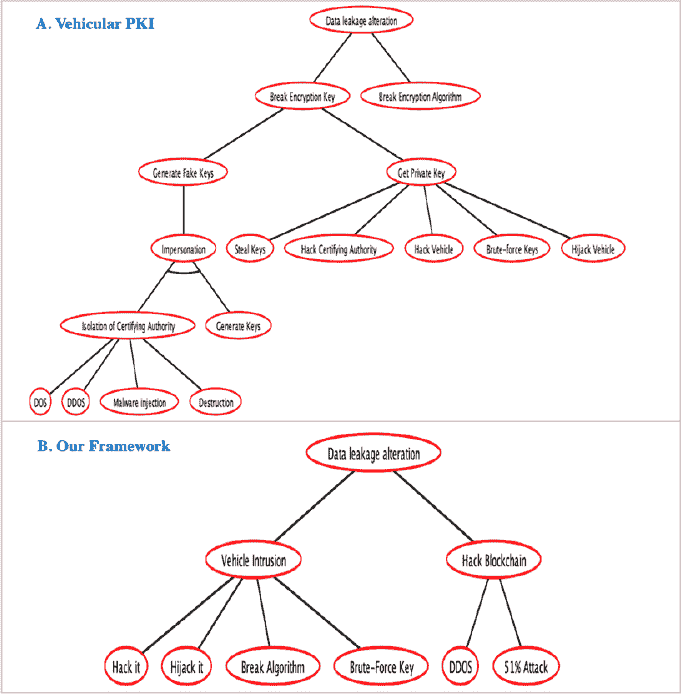 A. Vehicular PKI
Data leakage alteration
Break Encryption Key
Break Encryption Algorithm
Generate Fake Keys
Get Private Key
Impersonation
Steal Keys
Hack Certifying Authority
Hack Vehicle
Brute-force Keys
Hijack Vehicle
Isolation of Certifying Authority
Generate Keys
DOS
DDOS
Malware Injection
Destruction
B. Our Framework
Data leakage alteration
Vehicle Intrusion
Hack Blockchain
Hack it
Hijack it
Break Algorithm
Brute-Force Key
DDOS
51% Attack